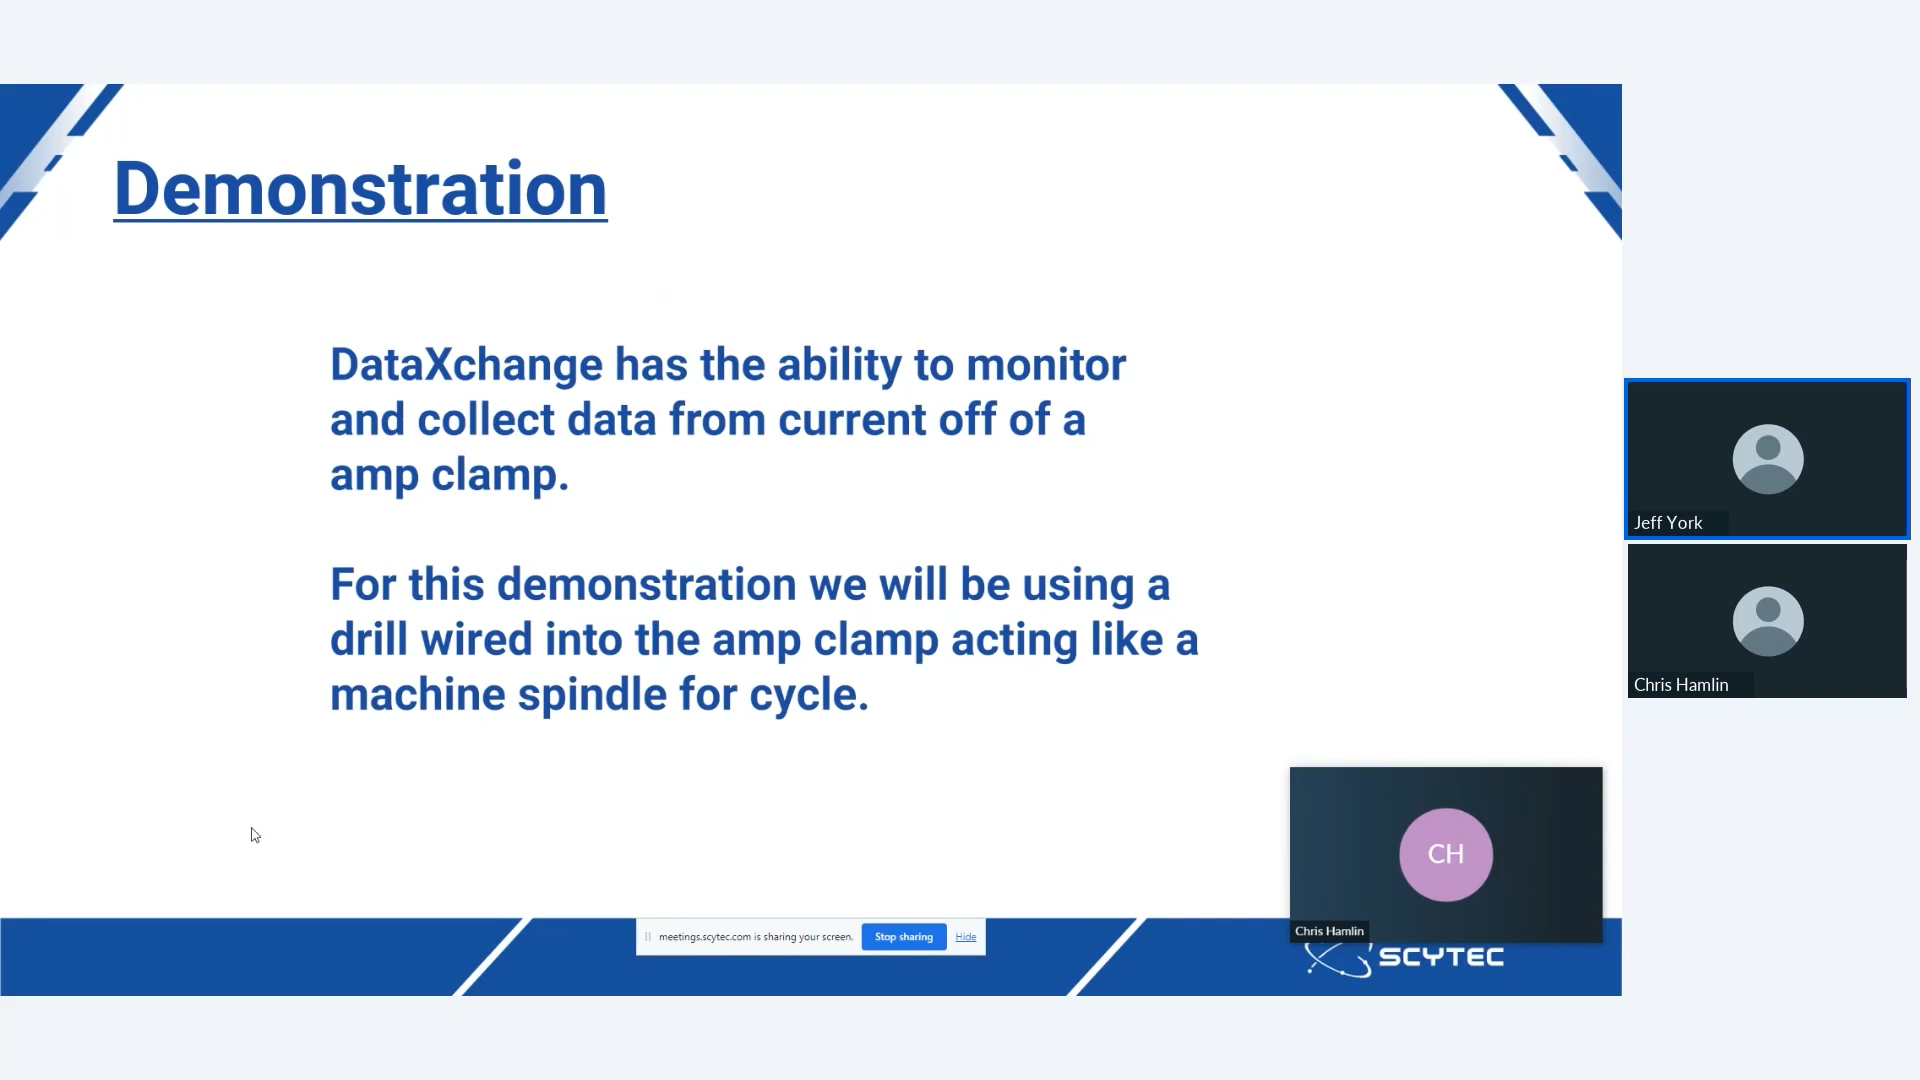 Demonstration
DataXchange has the ability to monitor
and collect data from current off of a
amp clamp.
For this demonstration we will be using a
drill wired into the amp clamp acting like a
machine spindle for cycle.
Jeff York
Chris Hamlin
CH
Chris Hamlin
meetings.scytec.com is sharing your screen. Stop sharing Hide
SCYTEC